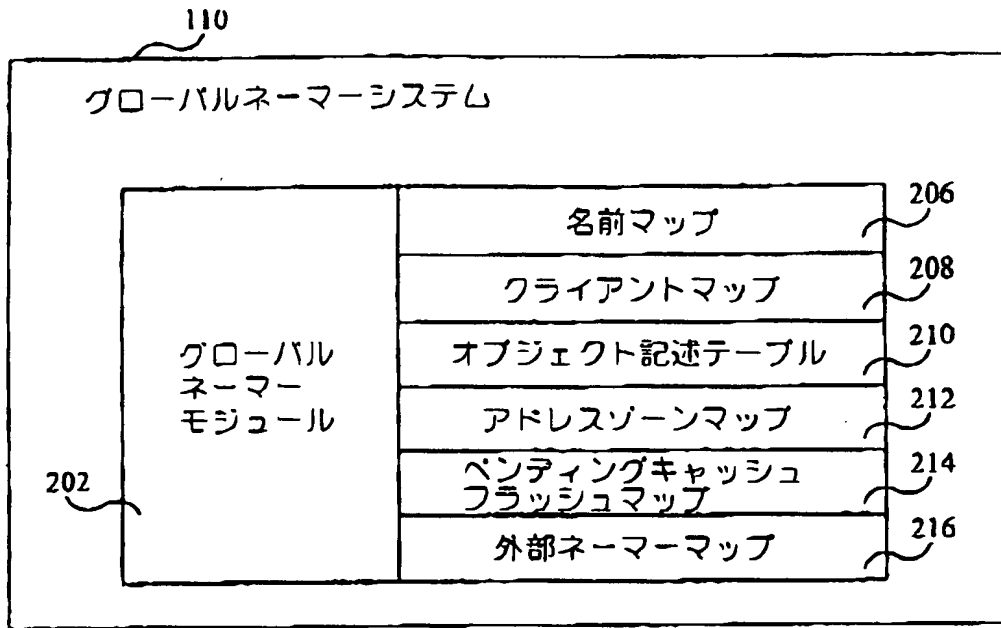 110
グローバルネーマーシステム
名前マップ
206
クライアントマップ
208
グローバル
ネーマー
モジュール
オブジェクト記述テーブル
210
アドレスゾーンマップ
212
202
ペンディングキャッシュ
フラッシュマップ
214
外部ネーマーマップ
216